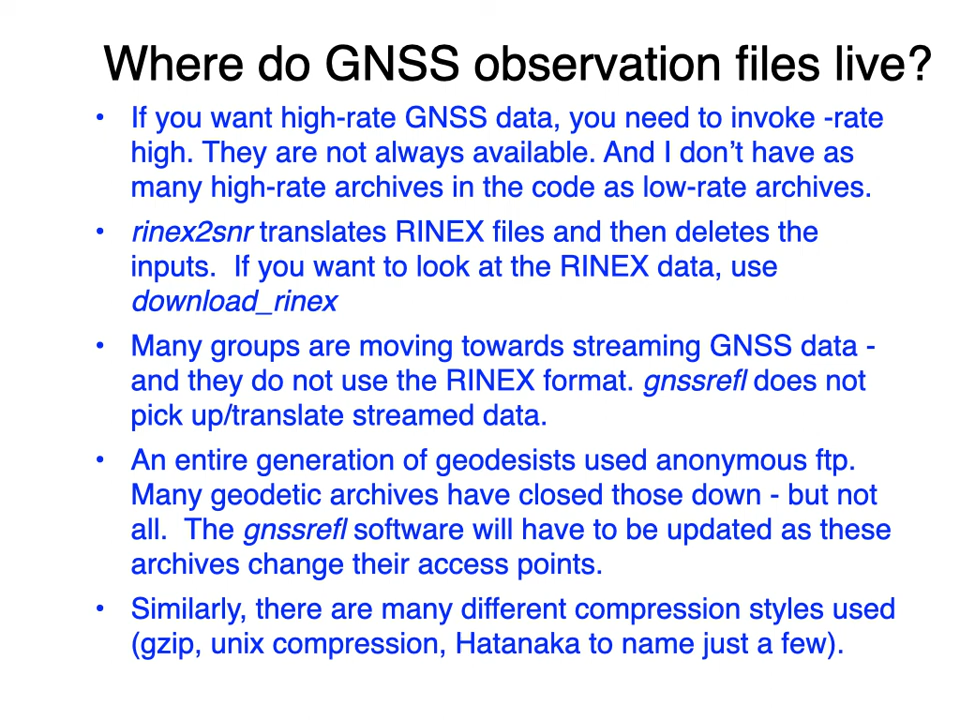 Where do GNSS observation files live?
• If you want high-rate GNSS data, you need to invoke -rate
high. They are not always available. And I don’t have as
many high-rate archives in the code as low-rate archives.
• rinex2snr translates RINEX files and then deletes the
inputs.  If you want to look at the RINEX data, use
download_rinex
• Many groups are moving towards streaming GNSS data -
and they do not use the RINEX format. gnssrefl does not
pick up/translate streamed data.
• An entire generation of geodesists used anonymous ftp.
Many geodetic archives have closed those down - but not
all.  The gnssrefl software will have to be updated as these
archives change their access points.
• Similarly, there are many different compression styles used
(gzip, unix compression, Hatanaka to name just a few).